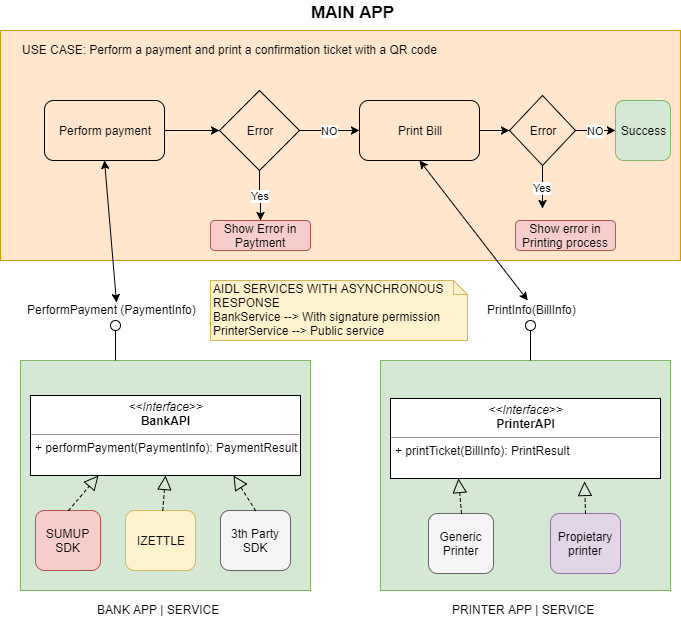 MAIN APP
USE CASE: Perform a payment and print a confirmation ticket with a QR code
Perform payment
Error
NO
Print Bill
Error
NO
Success
Yes
Yes
Show Error in
Paytment
Show error in
Printing process
PerformPayment (PaymentInfo)
AIDL SERVICES WITH ASYNCHRONOUS
RESPONSE
BankService --> With signature permission
PrinterService --> Public service
PrintInfo(BillInfo)
<<Interface>>
BankAPI
+ performPayment(PaymentInfo): PaymentResult
<<Interface>>
PrinterAPI
+ printTicket(BillInfo): PrintResult
SUMUP
SDK
IZETTLE
3th Party
SDK
Generic
Printer
Propietary
printer
BANK APP | SERVICE
PRINTER APP | SERVICE